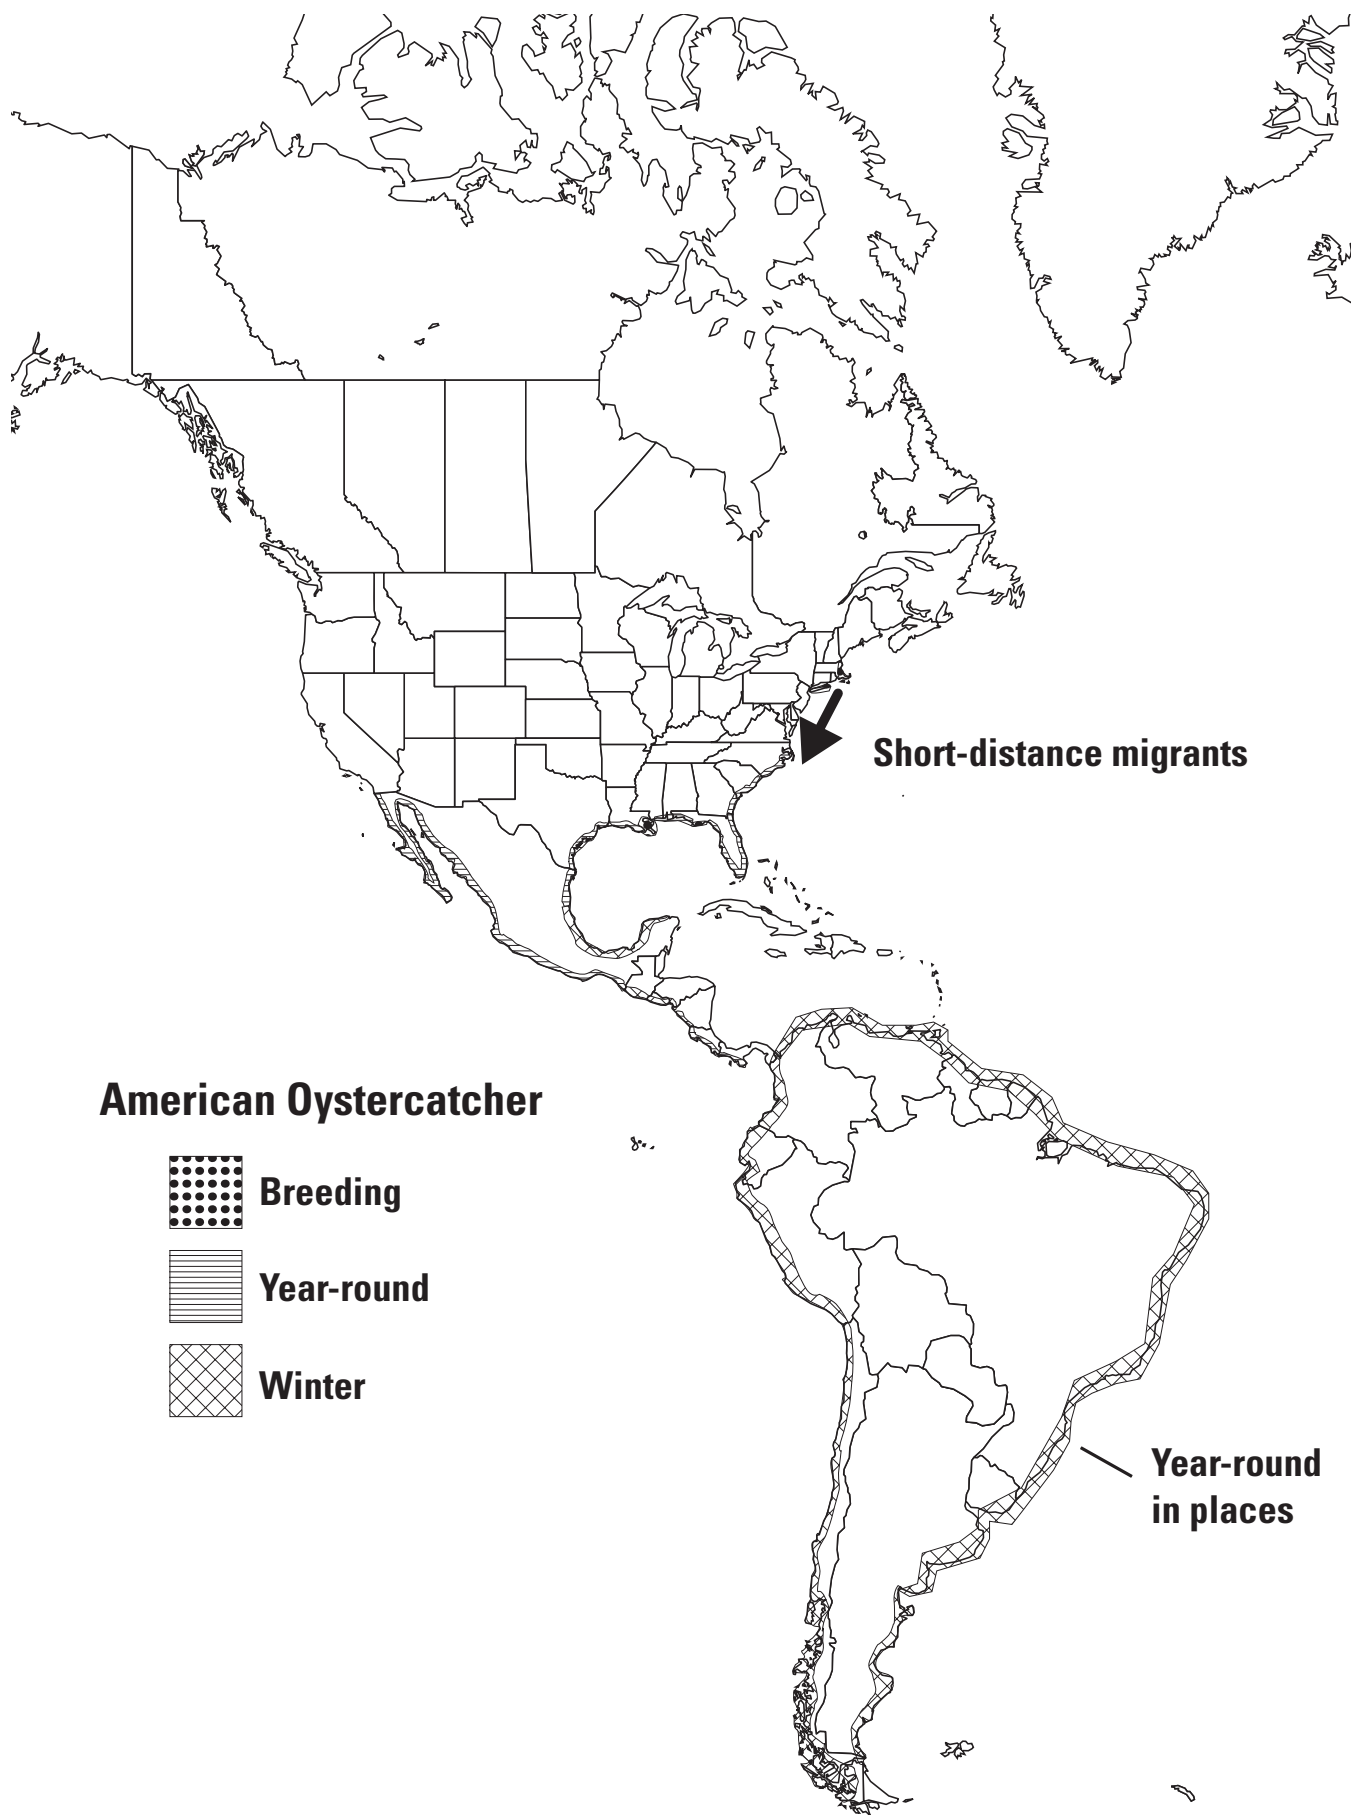 Short-distance migrants
American Oystercatcher
Breeding
Year-round
Winter
Year-round
in places